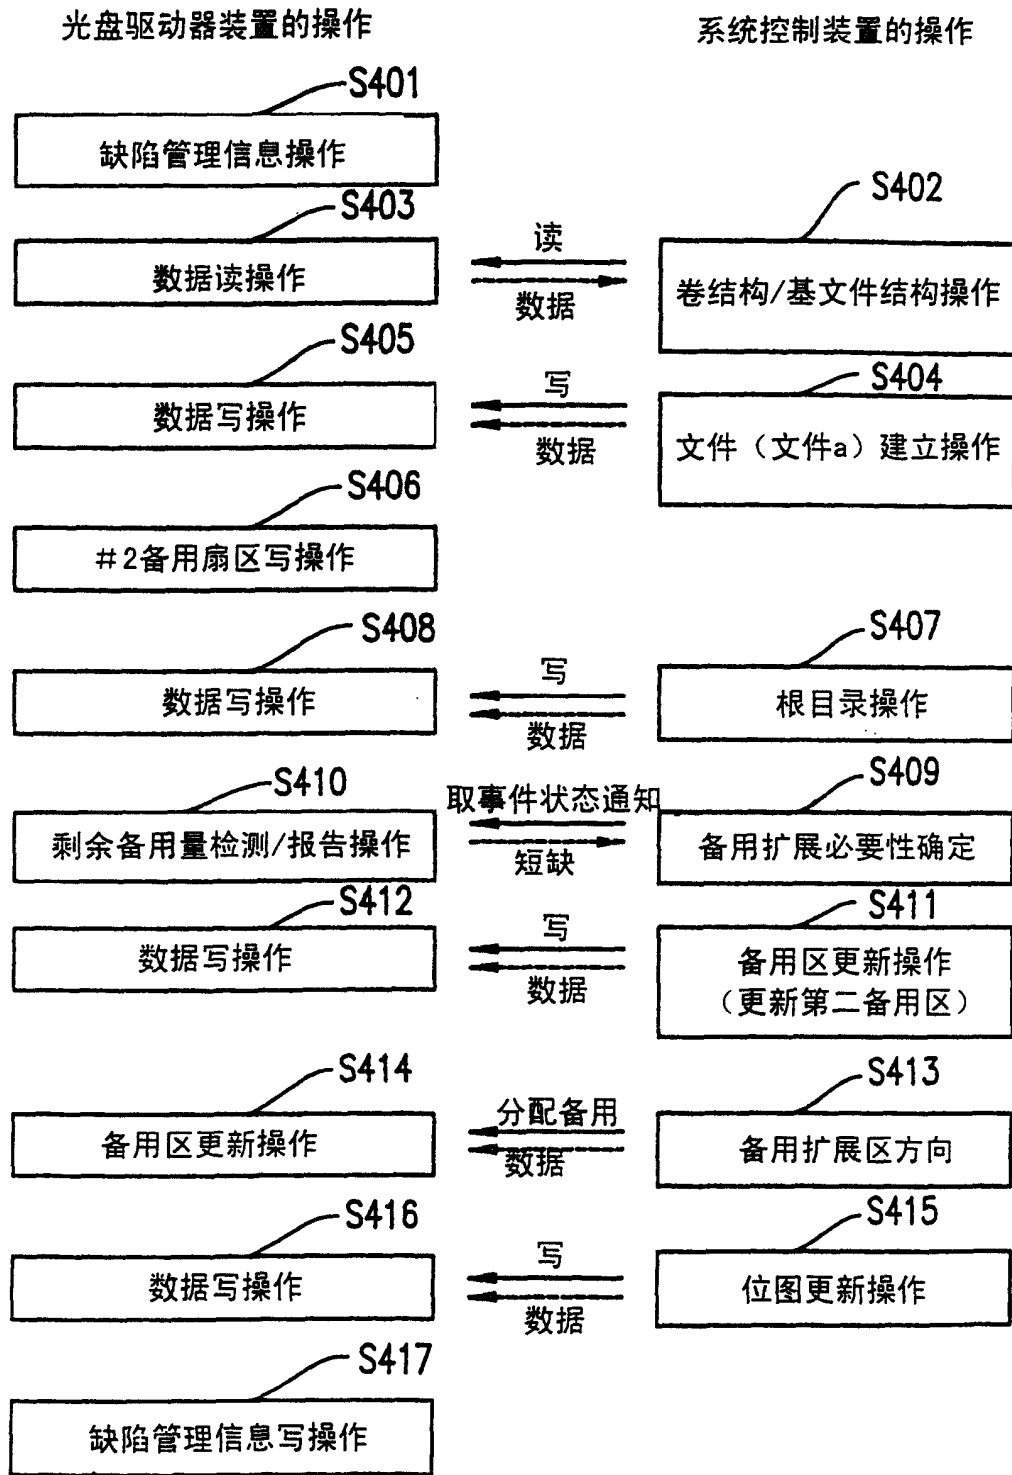 光盘驱动器装置的操作
系统控制装置的操作
S401
缺陷管理信息操作
S403
数据读操作
读
数据
S402
卷结构/基文件结构操作
S405
数据写操作
写
数据
S404
文件（文件a）建立操作
S406
#2备用扇区写操作
S408
数据写操作
写
数据
S407
根目录操作
S410
剩余备用量检测/报告操作
取事件状态通知
短缺
S409
备用扩展必要性确定
S412
数据写操作
写
数据
S411
备用区更新操作
（更新第二备用区）
S414
备用区更新操作
分配备用
数据
S413
备用扩展区方向
S416
数据写操作
写
数据
S415
位图更新操作
S417
缺陷管理信息写操作